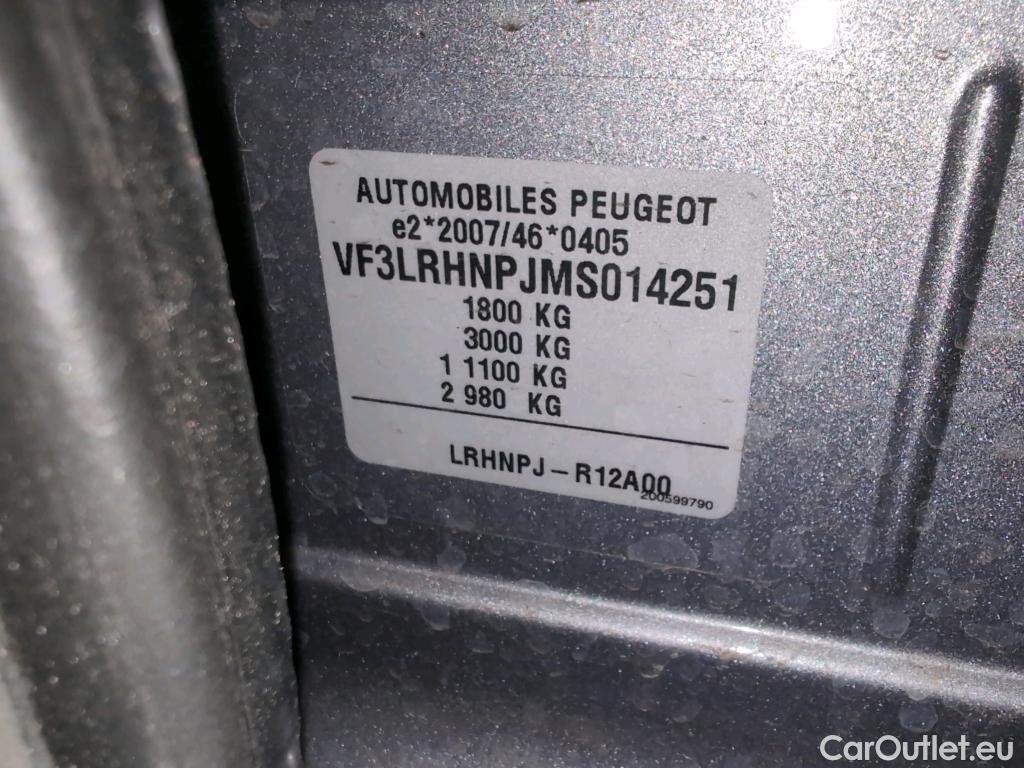 AUTOMOBILES PEUGEOT
e2*2007/46*0405
VF3LRHNPJMS014251
1800 KG
3000 KG
1 1100 KG
2 980 KG
LRHNPJ-R12A00
200599790
CarOutlet.eu